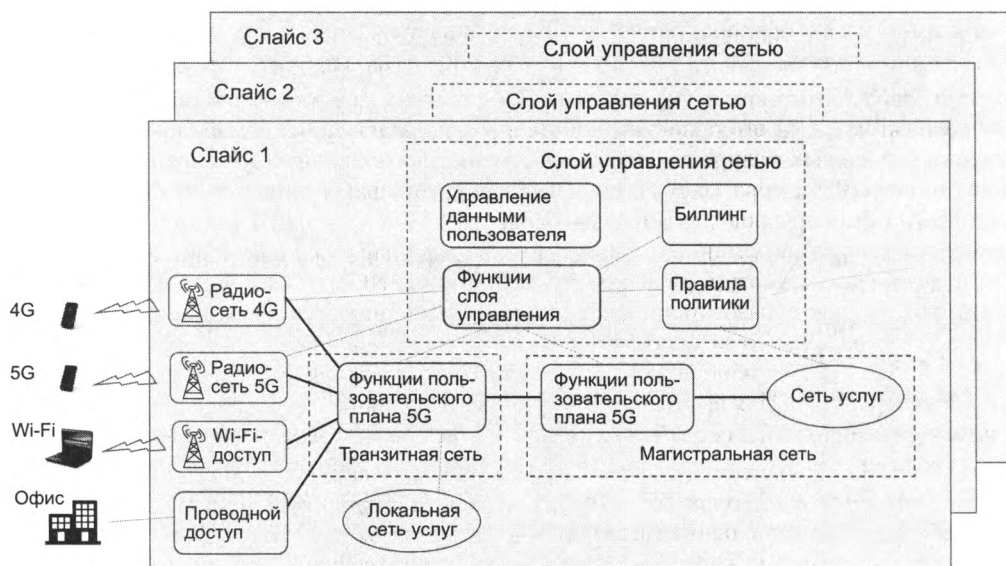 Слайс 3
Слой управления сетью
Слайс 2
Слой управления сетью
Слайс 1
Слой управления сетью
Управление
данными
пользователя
Биллинг
Функции
слоя
управления
Правила
политики
4G
Радио-
сеть 4G
5G
Радио-
сеть 5G
Функции поль-
зовательского
плана 5G
Функции поль-
зовательского
плана 5G
Сеть услуг
Wi-Fi
Wi-Fi-
доступ
Транзитная сеть
Магистральная сеть
Офис
Проводной
доступ
Локальная
сеть услуг